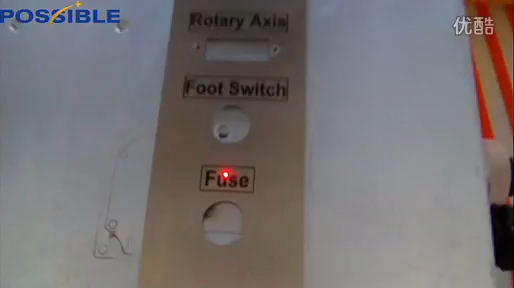 POSSIBLE
优酷
Rotary Axis
Foot Switch
Fuse